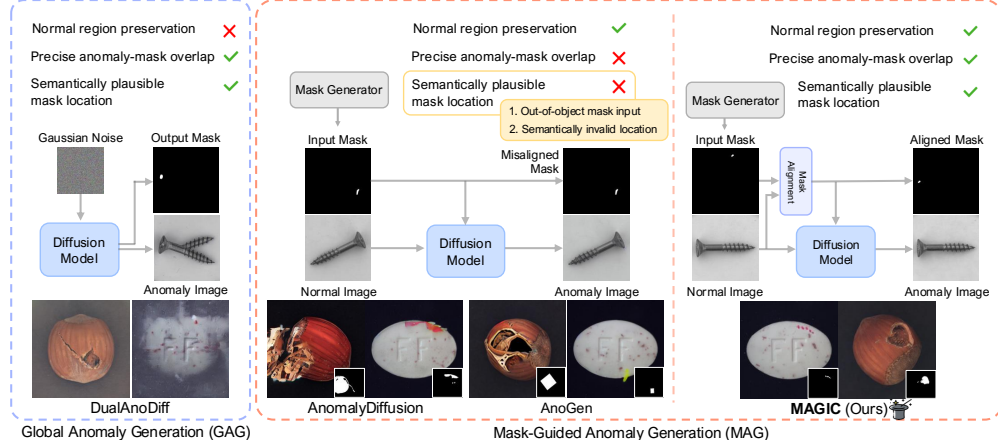 Normal region preservation
Precise anomaly-mask overlap
Semantically plausible
mask location
Gaussian Noise
Output Mask
Diffusion
Model
DualAnoDiff
Global Anomaly Generation (GAG)
Normal region preservation
Precise anomaly-mask overlap
Semantically plausible
mask location
1. Out-of-object mask input
2. Semantically invalid location
Mask Generator
Input Mask
Misaligned
Mask
Diffusion
Model
Normal Image
Anomaly Image
AnomalyDiffusion
AnoGen
Normal region preservation
Precise anomaly-mask overlap
Semantically plausible
mask location
Mask Generator
Input Mask
Mask
Alignment
Aligned Mask
Diffusion
Model
Normal Image
Anomaly Image
MAGIC (Ours)
Mask-Guided Anomaly Generation (MAG)
FF
FF
FF
FF